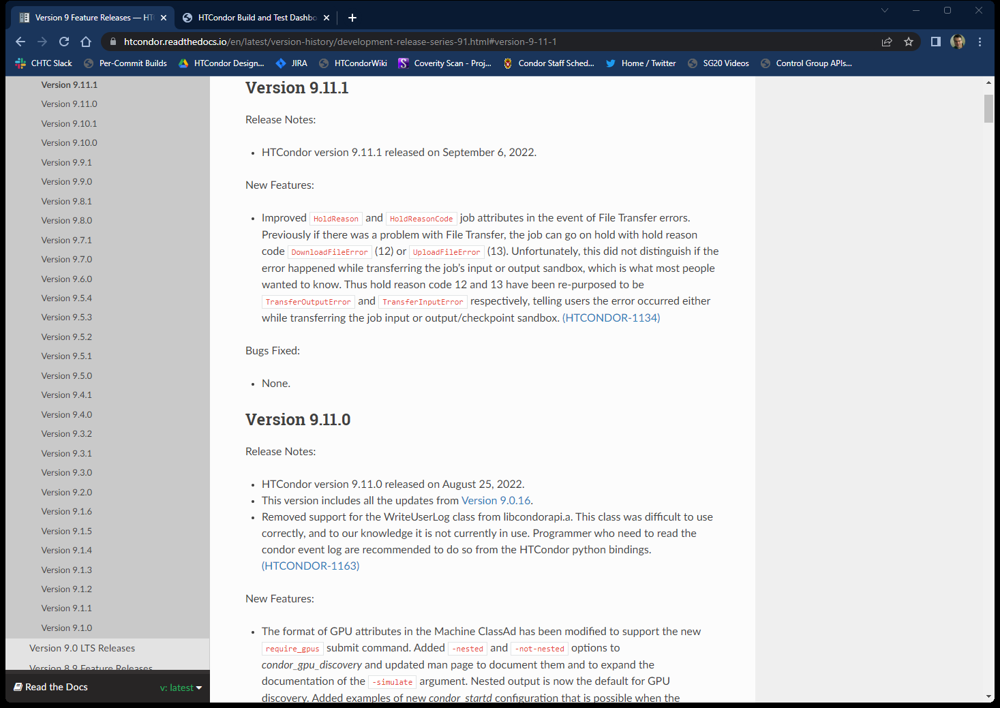 Version 9 Feature Releases — HT
HTCondor Build and Test Dashbo
htcondor.readthedocs.io/en/latest/version-history/development-release-series-91.html#version-9-11-1
CHTC Slack
Per-Commit Builds
HTCondor Design...
JIRA
HTCondorWiki
Coverity Scan - Proj...
Condor Staff Sched...
Home / Twitter
SG20 Videos
Control Group APIs...
Version 9.11.1
Version 9.11.0
Version 9.10.1
Version 9.10.0
Version 9.9.1
Version 9.9.0
Version 9.8.1
Version 9.8.0
Version 9.7.1
Version 9.7.0
Version 9.6.0
Version 9.5.4
Version 9.5.3
Version 9.5.2
Version 9.5.1
Version 9.5.0
Version 9.4.1
Version 9.4.0
Version 9.3.2
Version 9.3.1
Version 9.3.0
Version 9.2.0
Version 9.1.6
Version 9.1.5
Version 9.1.4
Version 9.1.3
Version 9.1.2
Version 9.1.1
Version 9.1.0
Version 9.0 LTS Releases
Version 8.9 Feature Releases
Read the Docs
v: latest
Version 9.11.1
Release Notes:
• HTCondor version 9.11.1 released on September 6, 2022.
New Features:
• Improved HoldReason and HoldReasonCode job attributes in the event of File Transfer errors.
Previously if there was a problem with File Transfer, the job can go on hold with hold reason
code DownloadFileError (12) or UploadFileError (13). Unfortunately, this did not distinguish if the
error happened while transferring the job’s input or output sandbox, which is what most people
wanted to know. Thus hold reason code 12 and 13 have been re-purposed to be
TransferOutputError and TransferInputError respectively, telling users the error occurred either
while transferring the job input or output/checkpoint sandbox. (HTCONDOR-1134)
Bugs Fixed:
• None.
Version 9.11.0
Release Notes:
• HTCondor version 9.11.0 released on August 25, 2022.
• This version includes all the updates from Version 9.0.16.
• Removed support for the WriteUserLog class from libcondorapi.a. This class was difficult to use
correctly, and to our knowledge it is not currently in use. Programmer who need to read the
condor event log are recommended to do so from the HTCondor python bindings.
(HTCONDOR-1163)
New Features:
• The format of GPU attributes in the Machine ClassAd has been modified to support the new
require_gpus submit command. Added -nested and -not-nested options to
condor_gpu_discovery and updated man page to document them and to expand the
documentation of the -simulate argument. Nested output is now the default for GPU
discovery. Added examples of new condor_startd configuration that is possible when the